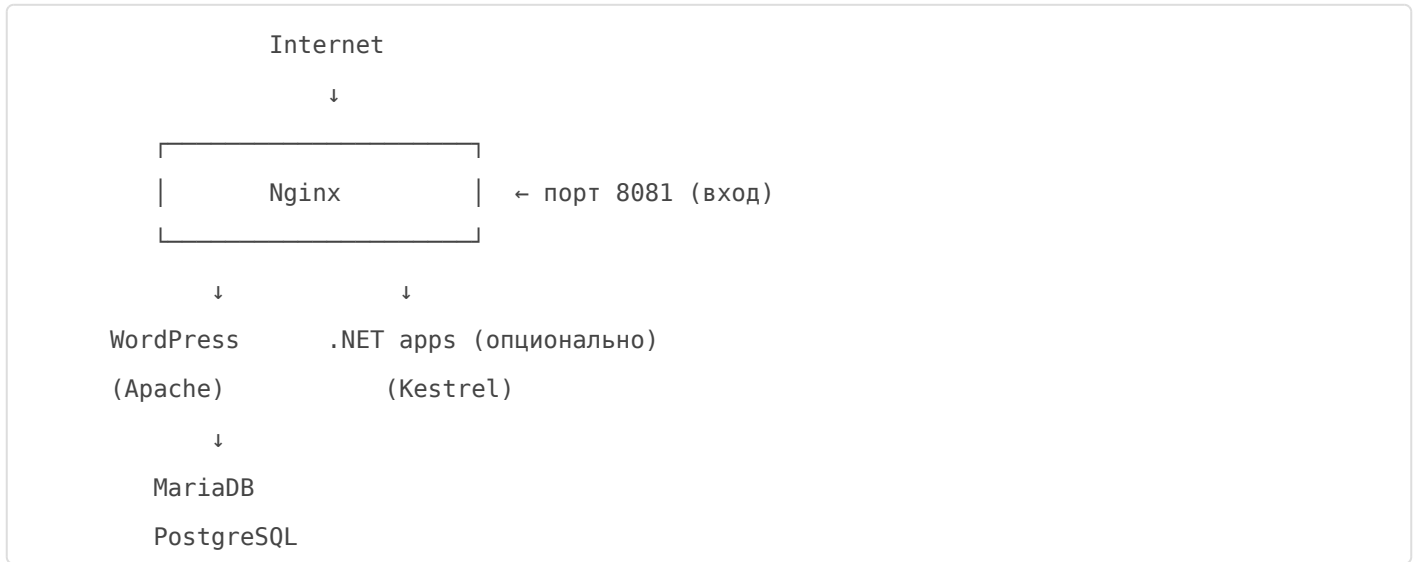 Internet
↓
Nginx ← порт 8081 (вход)
↓ ↓
WordPress .NET apps (опционально)
(Apache) (Kestrel)
↓
MariaDB
PostgreSQL